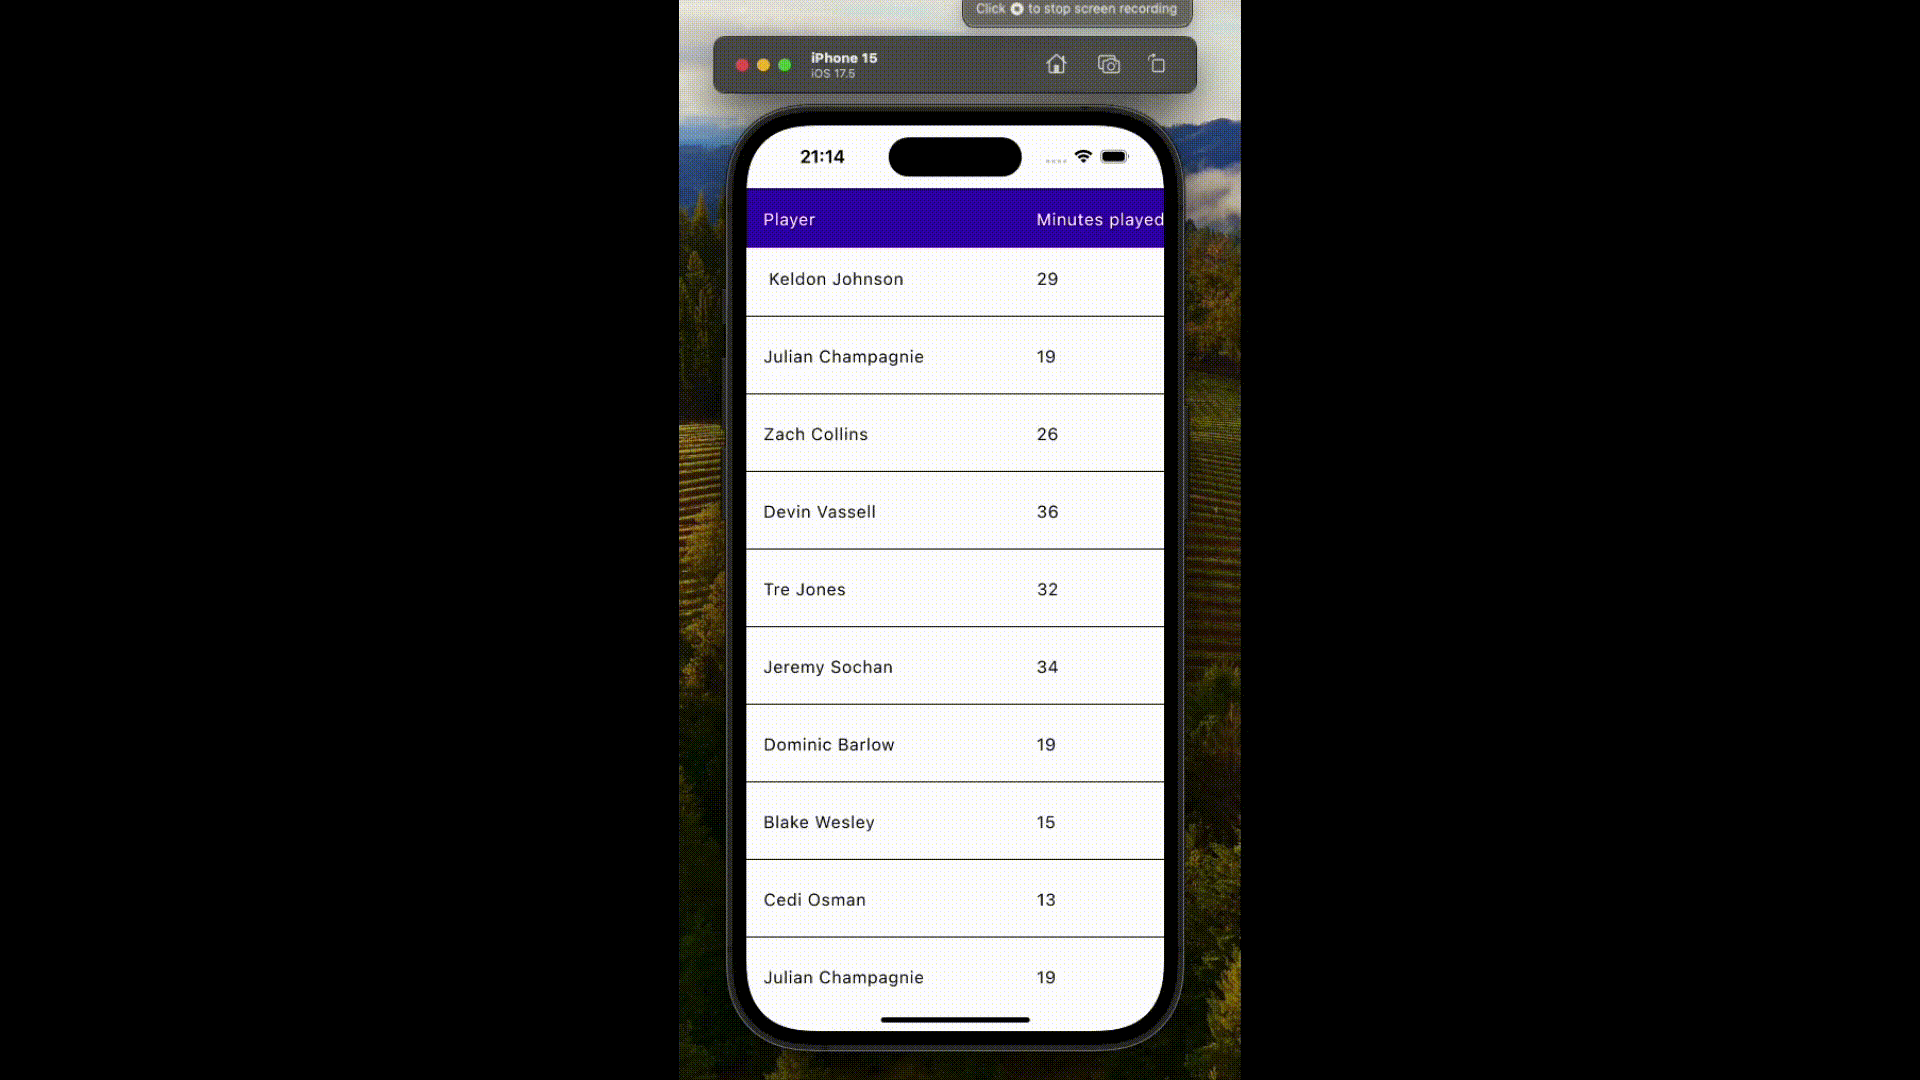 Click to stop screen recording
iPhone 15
iOS 17.5
21:14
Player Minutes played
Keldon Johnson 29
Julian Champagnie 19
Zach Collins 26
Devin Vassell 36
Tre Jones 32
Jeremy Sochan 34
Dominic Barlow 19
Blake Wesley 15
Cedi Osman 13
Julian Champagnie 19